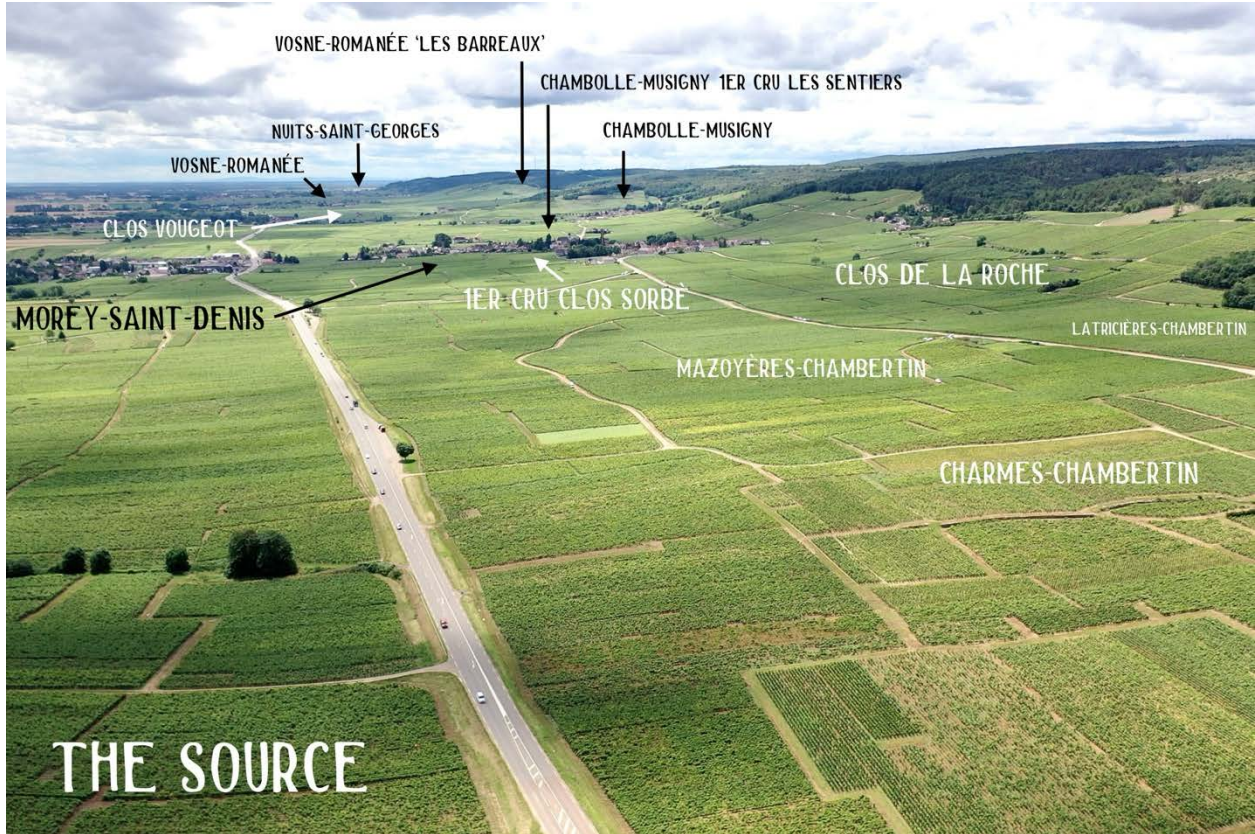 VOSNE-ROMANÉE 'LES BARREAUX'
CHAMBOLLE-MUSIGNY 1ER CRU LES SENTIERS
NUITS-SAINT-GEORGES
CHAMBOLLE-MUSIGNY
VOSNE-ROMANÉE
CLOS VOUGEOT
CLOS DE LA ROCHE
1ER CRU CLOS SORBÈ
MOREY-SAINT-DENIS
LATRICIÈRES-CHAMBERTIN
MAZOYÈRES-CHAMBERTIN
CHARMES-CHAMBERTIN
THE SOURCE